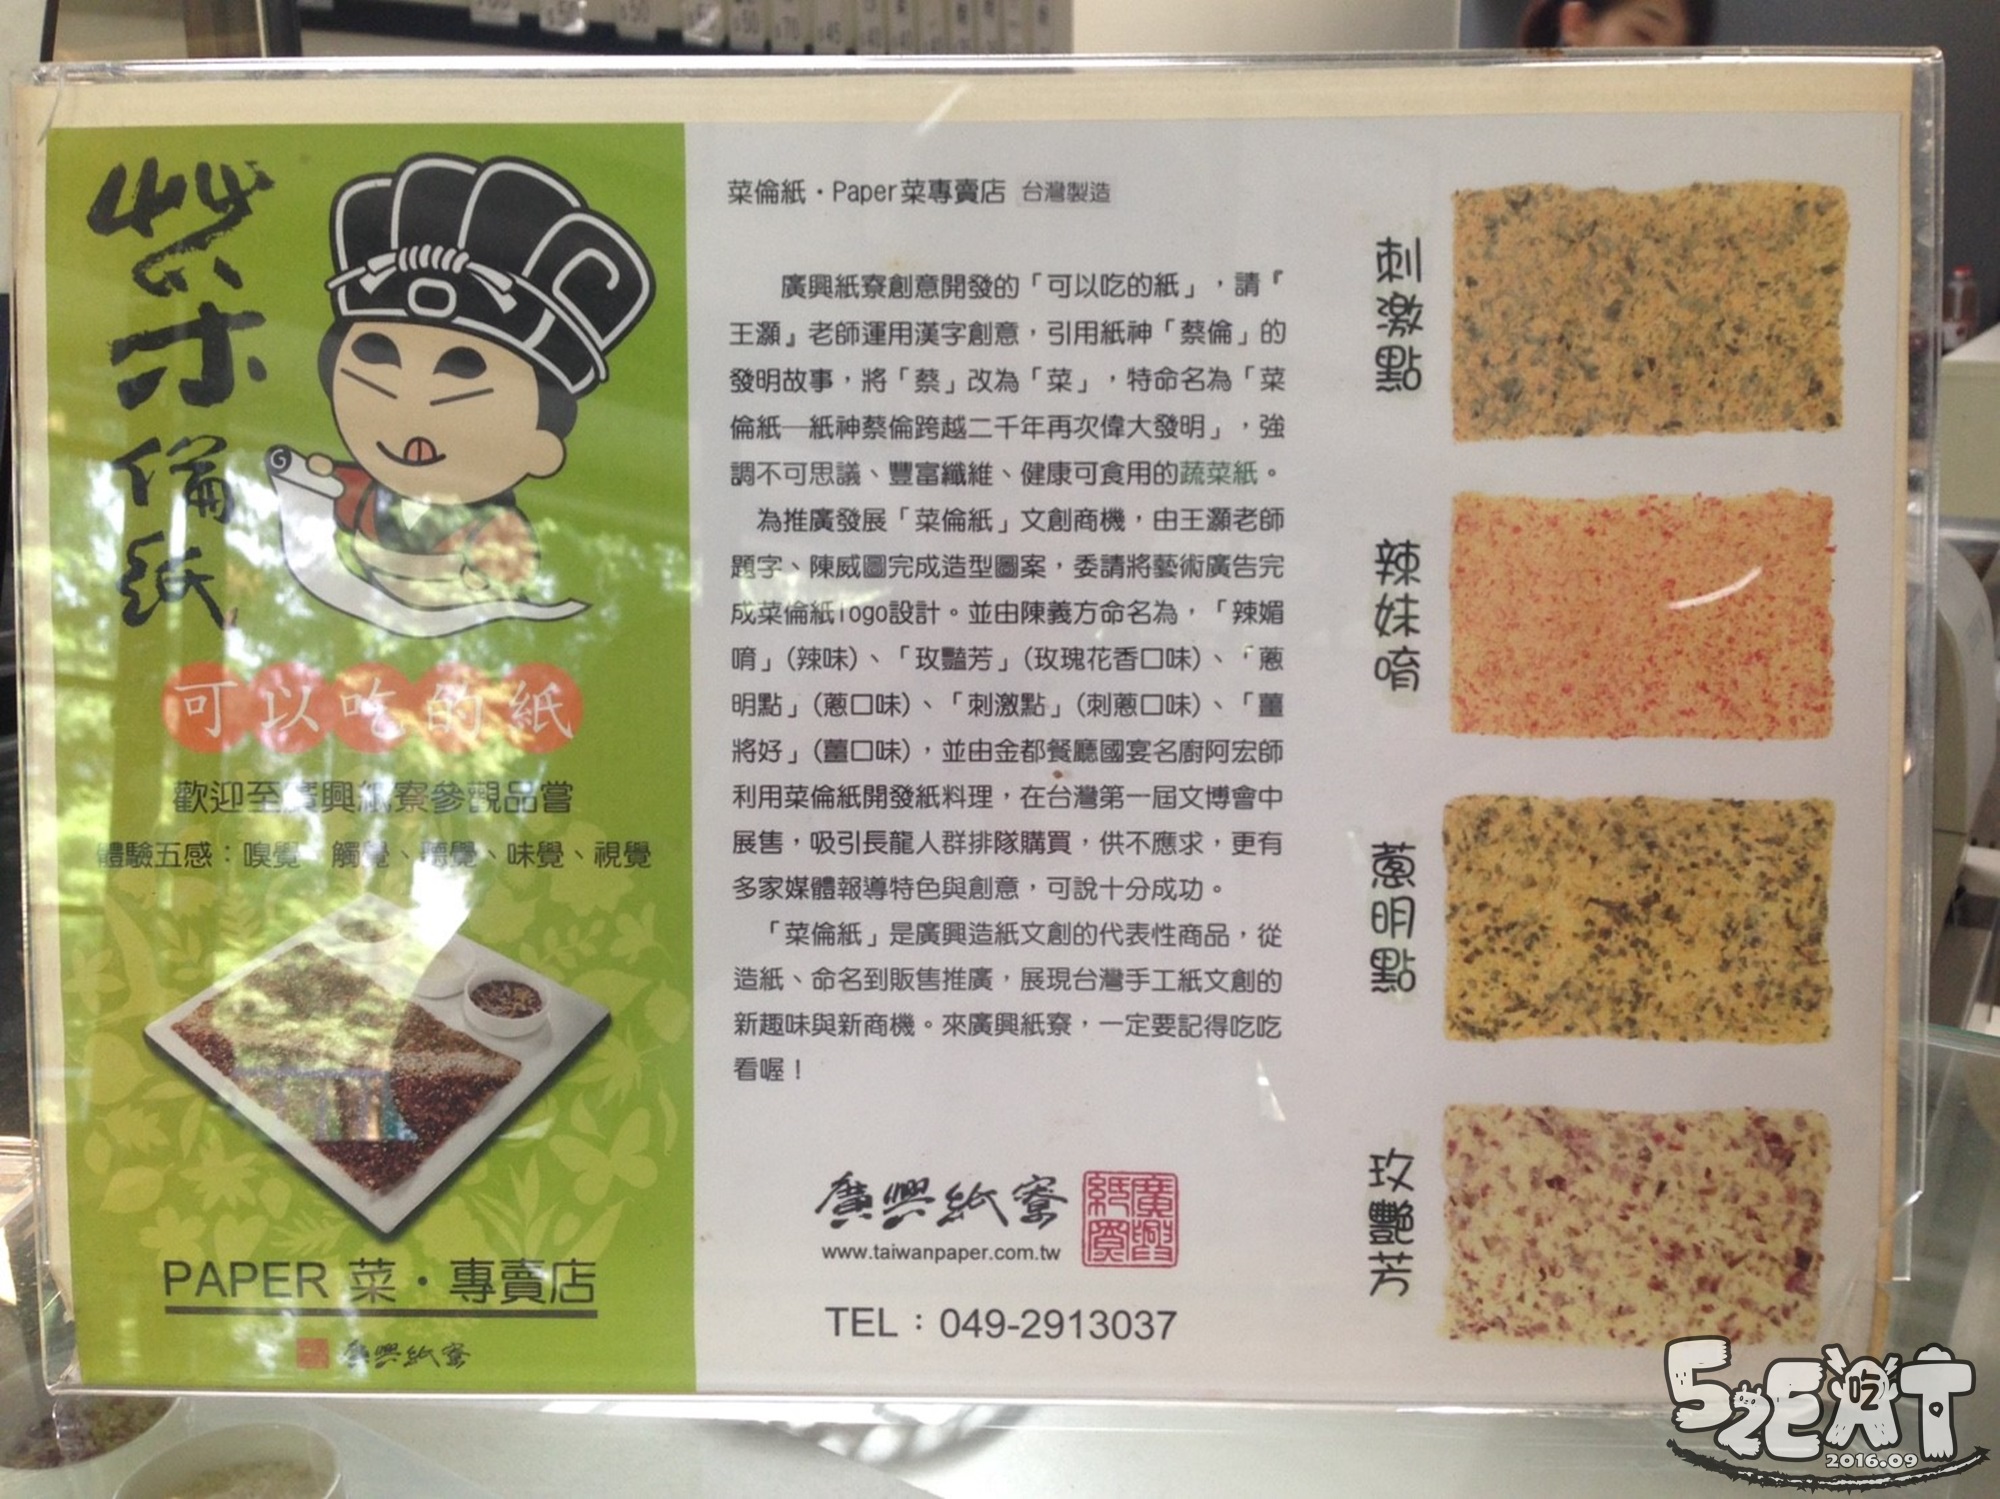 菜倫紙
可以吃的紙
歡迎至廣興紙寮參觀品嘗
體驗五感：嗅覺、觸覺、聽覺、味覺、視覺
PAPER 菜・專賣店
廣興紙寮
菜倫紙・Paper菜專賣店 台灣製造
廣興紙寮創意開發的「可以吃的紙」，請『
王灝』老師運用漢字創意，引用紙神「蔡倫」的
發明故事，將「蔡」改為「菜」，特命名為「菜
倫紙—紙神蔡倫跨越二千年再次偉大發明」，強
調不可思議、豐富纖維、健康可食用的蔬菜紙。
為推廣發展「菜倫紙」文創商機，由王灝老師
題字、陳威圖完成造型圖案，委請將藝術廣告完
成菜倫紙logo設計。並由陳義方命名為，「辣媚
唷」(辣味)、「玫豔芳」(玫瑰花香口味)、「蔥
明點」(蔥口味)、「刺激點」(刺蔥口味)、「薑
將好」(薑口味)，並由金都餐廳國宴名廚阿宏師
利用菜倫紙開發紙料理，在台灣第一屆文博會中
展售，吸引長龍人群排隊購買，供不應求，更有
多家媒體報導特色與創意，可說十分成功。
「菜倫紙」是廣興造紙文創的代表性商品，從
造紙、命名到販售推廣，展現台灣手工紙文創的
新趣味與新商機。來廣興紙寮，一定要記得吃吃
看喔！
廣興紙寮
www.taiwanpaper.com.tw
TEL：049-2913037
刺激點
辣妹唷
蔥明點
玫艷芳
52EAT
吃
2016.09